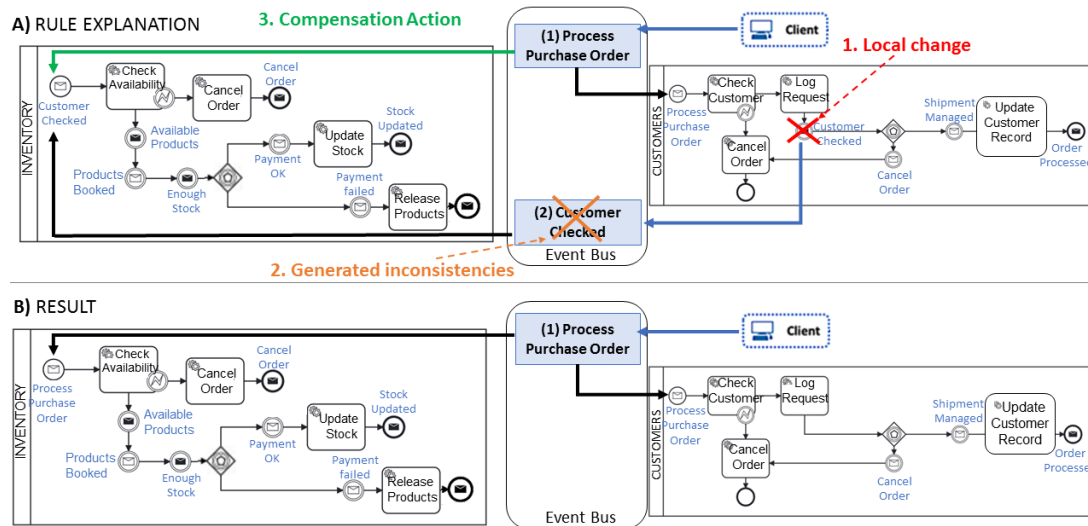 A) RULE EXPLANATION
3. Compensation Action
(1) Process
Purchase Order
Client
1. Local change
INVENTORY
Customer
Checked
Check
Availability
Cancel
Order
Cancel
Order
Available
Products
Products
Booked
Enough
Stock
Payment
OK
Update
Stock
Stock
Updated
Payment
failed
Release
Products
(2) Customer
Checked
Event Bus
2. Generated inconsistencies
CUSTOMERS
Process
Purchase
Order
Check
Customer
Log
Request
Customer
Checked
Cancel
Order
Cancel
Order
Shipment
Managed
Update
Customer
Record
Order
Processed
B) RESULT
(1) Process
Purchase Order
Client
INVENTORY
Process
Purchase
Order
Check
Availability
Cancel
Order
Cancel
Order
Available
Products
Products
Booked
Enough
Stock
Payment
OK
Update
Stock
Stock
Updated
Payment
failed
Release
Products
Event Bus
CUSTOMERS
Process
Purchase
Order
Check
Customer
Log
Request
Cancel
Order
Cancel
Order
Shipment
Managed
Update
Customer
Record
Order
Processed